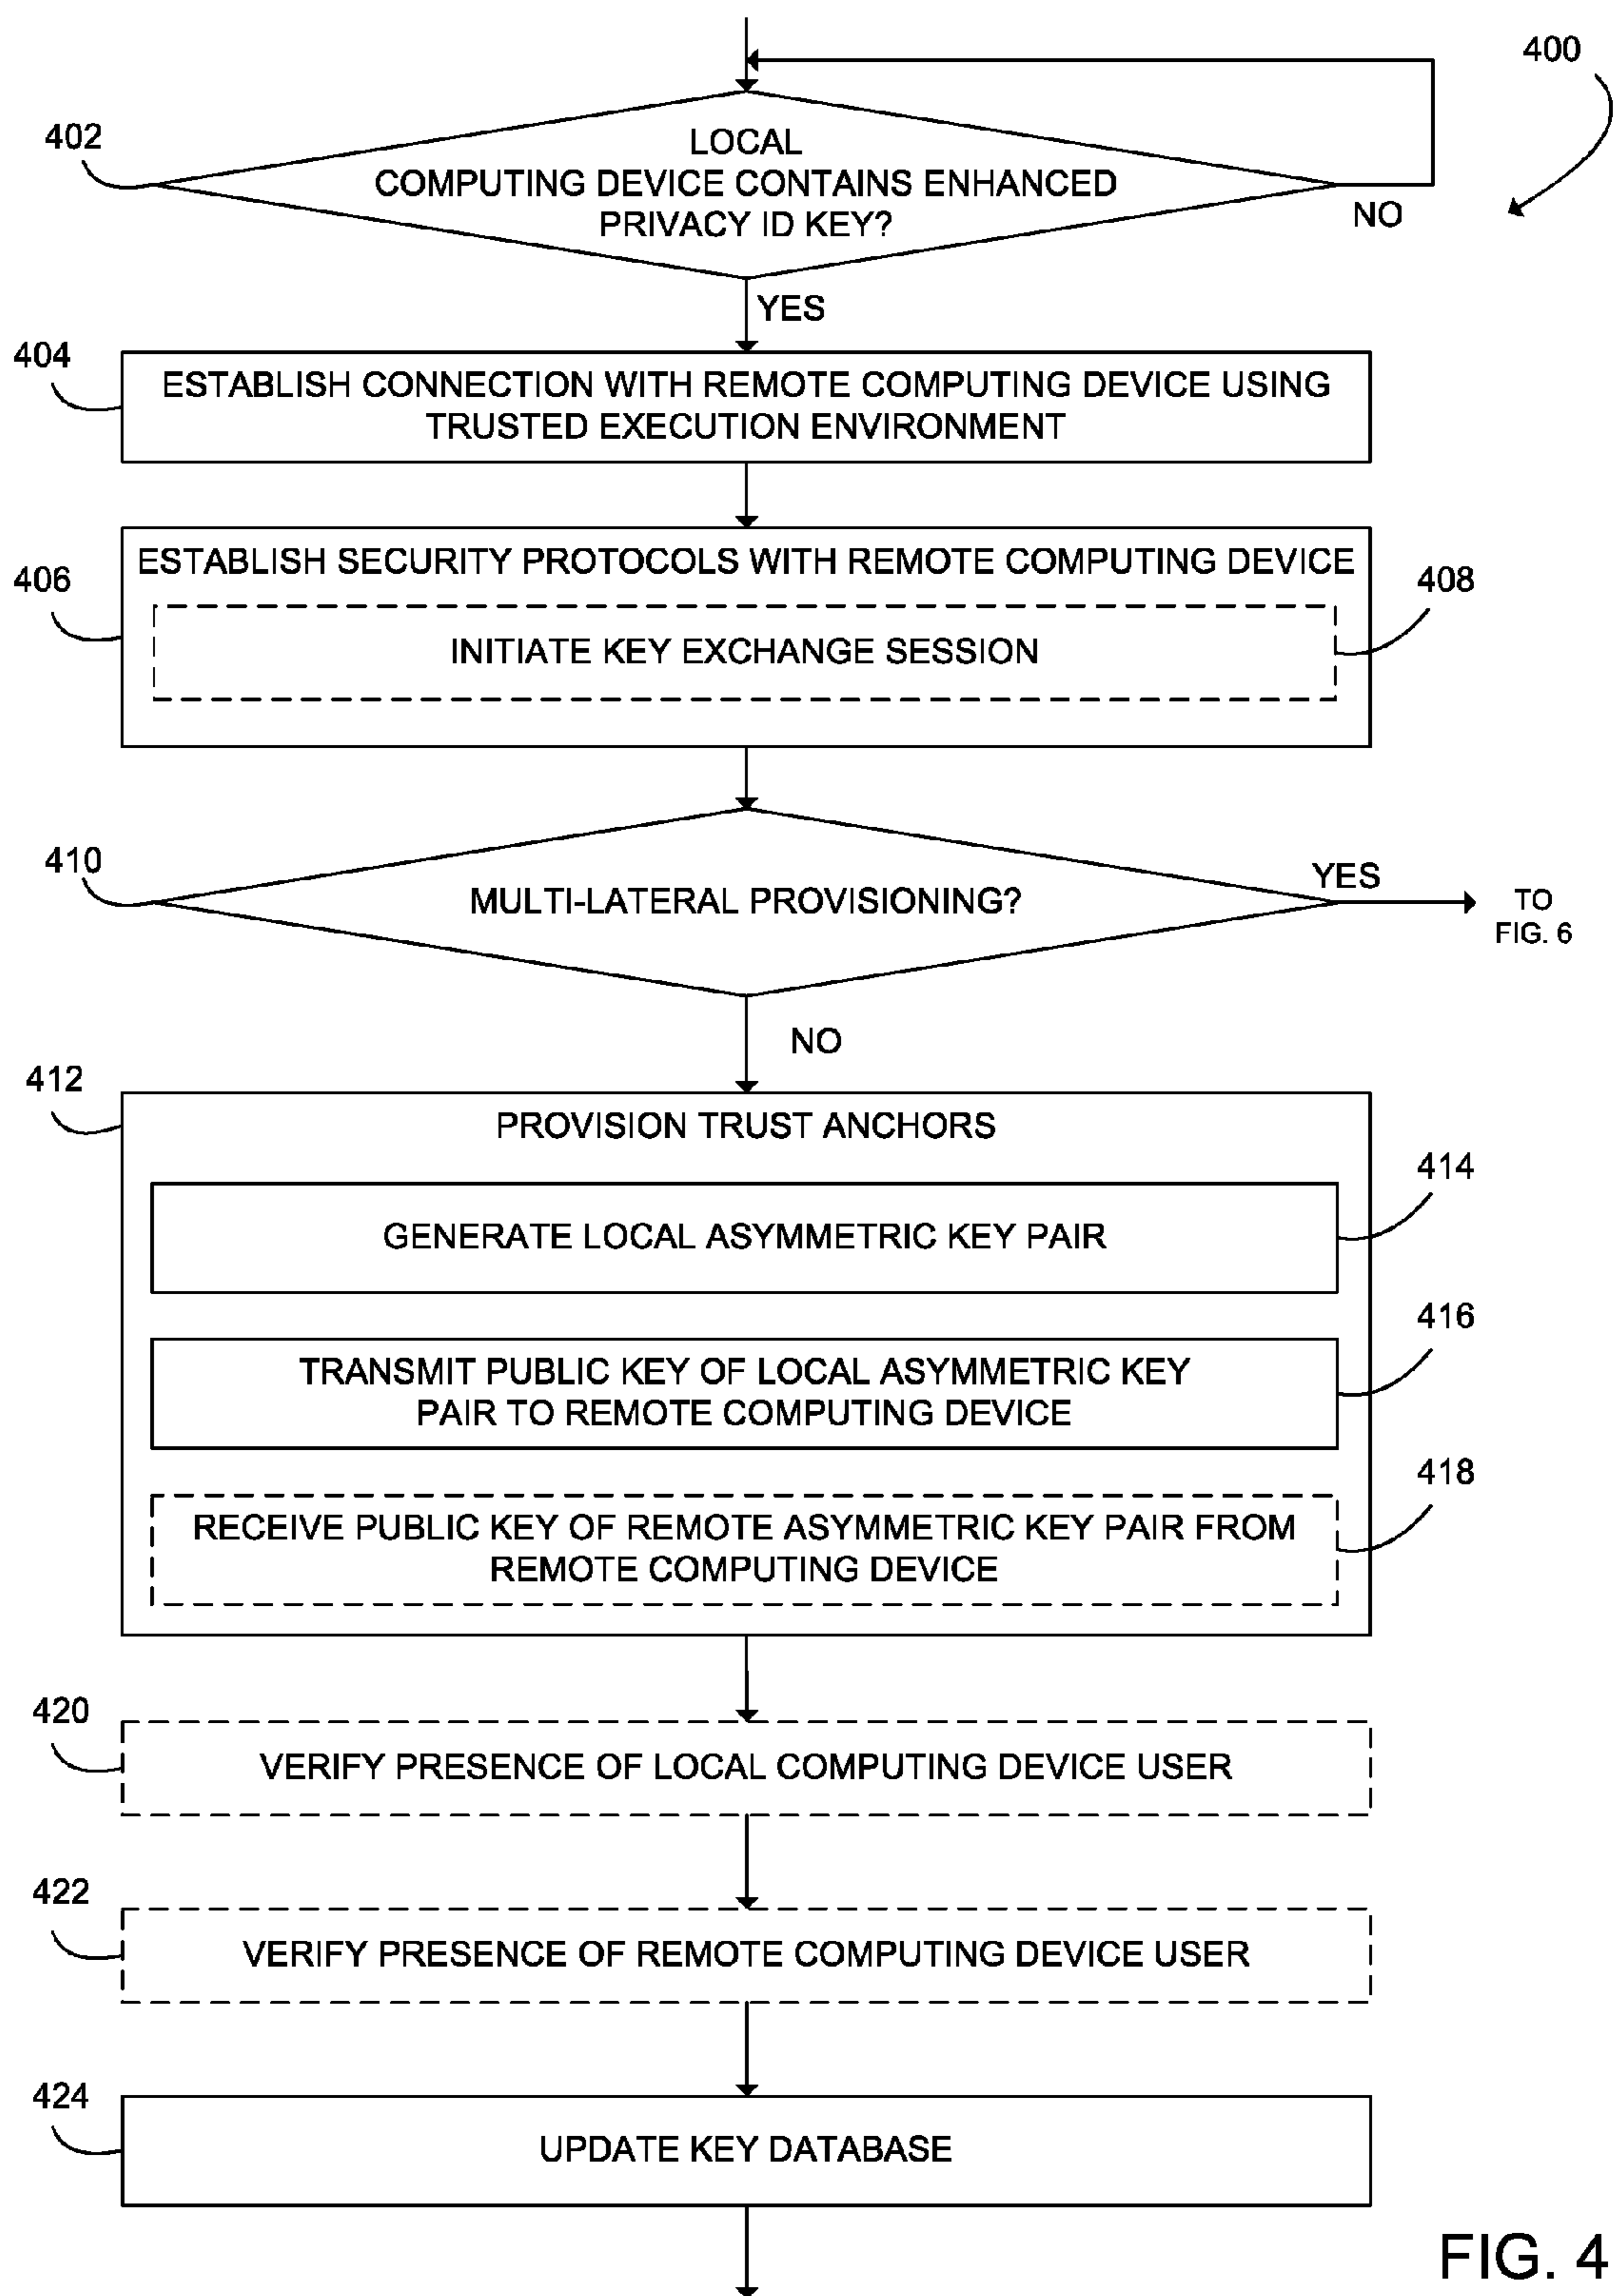 400
402
LOCAL
COMPUTING DEVICE CONTAINS ENHANCED
PRIVACY ID KEY?
NO
YES
404
ESTABLISH CONNECTION WITH REMOTE COMPUTING DEVICE USING
TRUSTED EXECUTION ENVIRONMENT
406
ESTABLISH SECURITY PROTOCOLS WITH REMOTE COMPUTING DEVICE
408
INITIATE KEY EXCHANGE SESSION
410
MULTI-LATERAL PROVISIONING?
YES
TO
FIG. 6
NO
412
PROVISION TRUST ANCHORS
414
GENERATE LOCAL ASYMMETRIC KEY PAIR
416
TRANSMIT PUBLIC KEY OF LOCAL ASYMMETRIC KEY
PAIR TO REMOTE COMPUTING DEVICE
418
RECEIVE PUBLIC KEY OF REMOTE ASYMMETRIC KEY PAIR FROM
REMOTE COMPUTING DEVICE
420
VERIFY PRESENCE OF LOCAL COMPUTING DEVICE USER
422
VERIFY PRESENCE OF REMOTE COMPUTING DEVICE USER
424
UPDATE KEY DATABASE
FIG. 4